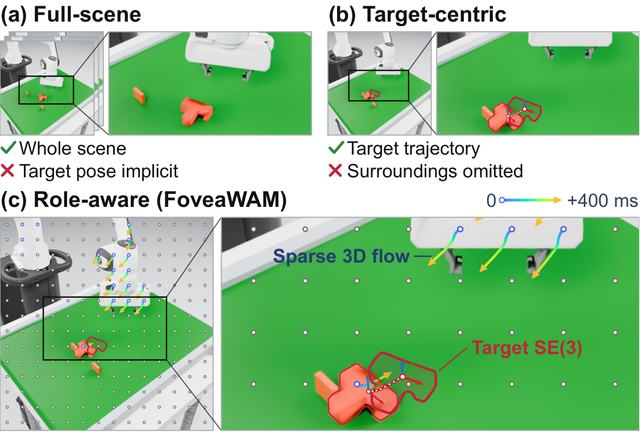 (a) Full-scene
(b) Target-centric
Whole scene
Target pose implicit
Target trajectory
Surroundings omitted
(c) Role-aware (FoveaWAM)
0 +400 ms
Sparse 3D flow
Target SE(3)